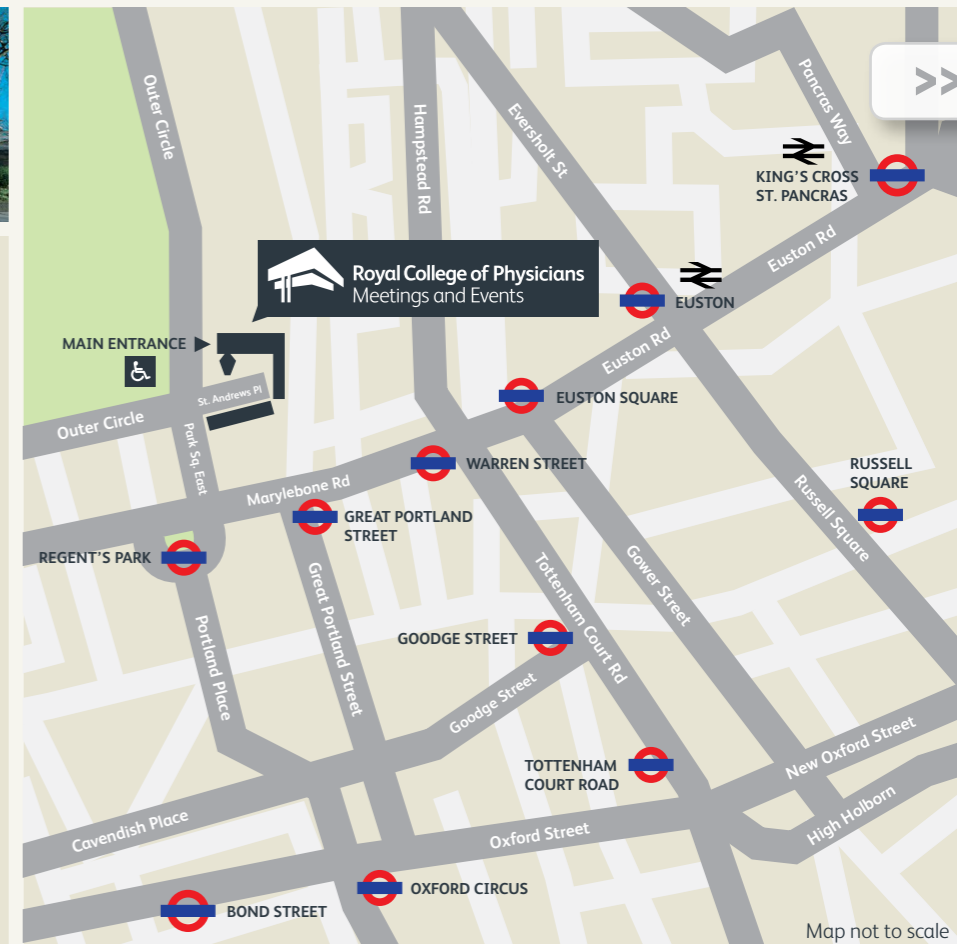 Outer Circle
Hampstead Rd
Eversholt St
Pancras Way
>>
KING'S CROSS
ST. PANCRAS
Euston Rd
Royal College of Physicians
Meetings and Events
EUSTON
MAIN ENTRANCE
Euston Rd
St. Andrews Pl
EUSTON SQUARE
Outer Circle
Park Sq. East
WARREN STREET
RUSSELL
SQUARE
Marylebone Rd
Russell Square
GREAT PORTLAND
STREET
REGENT'S PARK
Great Portland Street
Tottenham Court Rd
Gower Street
Portland Place
GOODGE STREET
Goodge Street
TOTTENHAM
COURT ROAD
New Oxford Street
High Holborn
Cavendish Place
Oxford Street
OXFORD CIRCUS
BOND STREET
Map not to scale